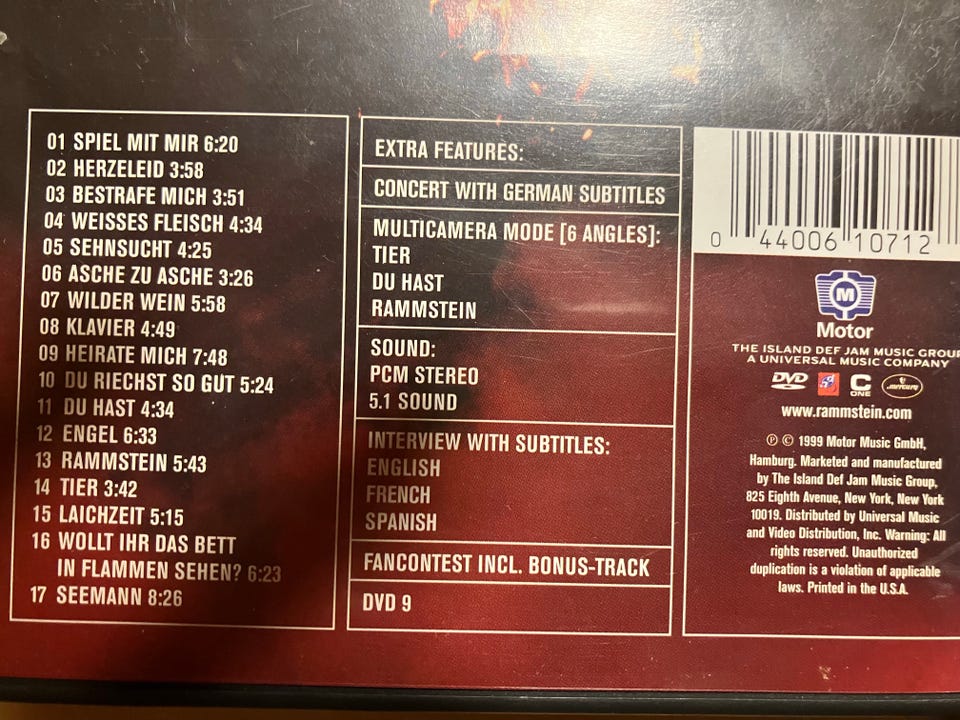 01 SPIEL MIT MIR 6:20
02 HERZELEID 3:58
03 BESTRAFE MICH 3:51
04 WEISSES FLEISCH 4:34
05 SEHNSUCHT 4:25
06 ASCHE ZU ASCHE 3:26
07 WILDER WEIN 5:58
08 KLAVIER 4:49
09 HEIRATE MICH 7:48
10 DU RIECHST SO GUT 5:24
11 DU HAST 4:34
12 ENGEL 6:33
13 RAMMSTEIN 5:43
14 TIER 3:42
15 LAICHZEIT 5:15
16 WOLLT IHR DAS BETT
IN FLAMMEN SEHEN? 6:23
17 SEEMANN 8:26
EXTRA FEATURES:
CONCERT WITH GERMAN SUBTITLES
MULTICAMERA MODE [6 ANGLES]:
TIER
DU HAST
RAMMSTEIN
SOUND:
PCM STEREO
5.1 SOUND
INTERVIEW WITH SUBTITLES:
ENGLISH
FRENCH
SPANISH
FANCONTEST INCL. BONUS-TRACK
DVD 9
0 44006 10712
M
Motor
THE ISLAND DEF JAM MUSIC GROUP
A UNIVERSAL MUSIC COMPANY
DVD C ONE mercury
www.rammstein.com
℗ © 1999 Motor Music GmbH,
Hamburg. Marketed and manufactured
by The Island Def Jam Music Group,
825 Eighth Avenue, New York, New York
10019. Distributed by Universal Music
and Video Distribution, Inc. Warning: All
rights reserved. Unauthorized
duplication is a violation of applicable
laws. Printed in the U.S.A.